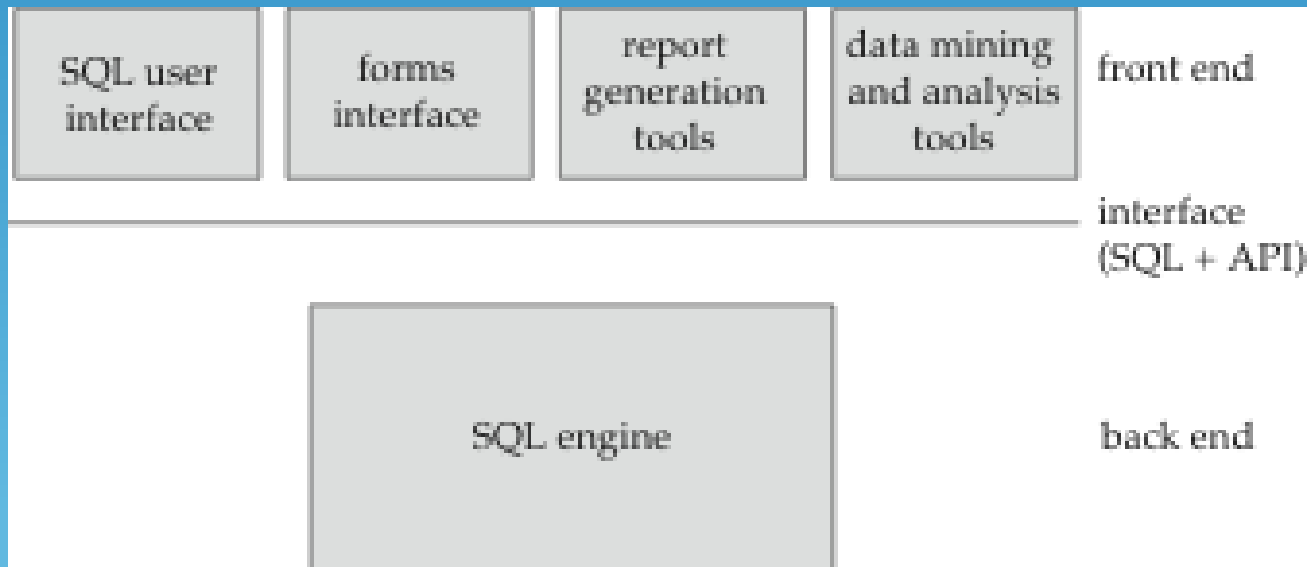 SQL user
interface
forms
interface
report
generation
tools
data mining
and analysis
tools
front end
interface
(SQL + API)
SQL engine
back end